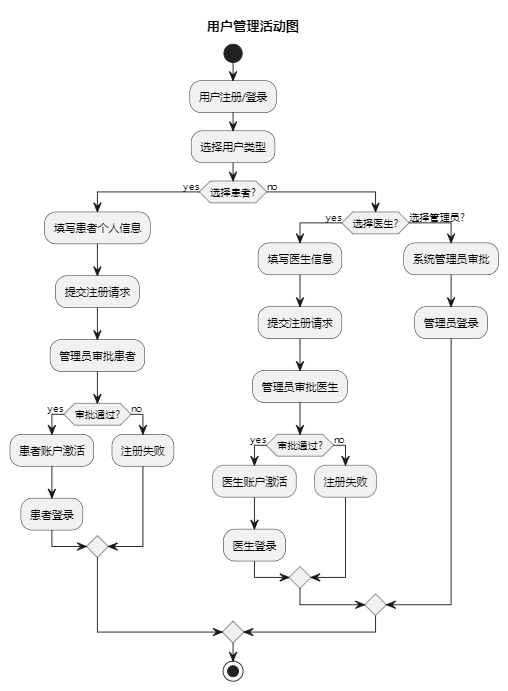 用户管理活动图
用户注册/登录
选择用户类型
yes
选择患者?
no
填写患者个人信息
提交注册请求
管理员审批患者
yes
审批通过?
no
患者账户激活
患者登录
注册失败
yes
选择医生?
选择管理员?
填写医生信息
提交注册请求
管理员审批医生
yes
审批通过?
no
医生账户激活
医生登录
注册失败
系统管理员审批
管理员登录